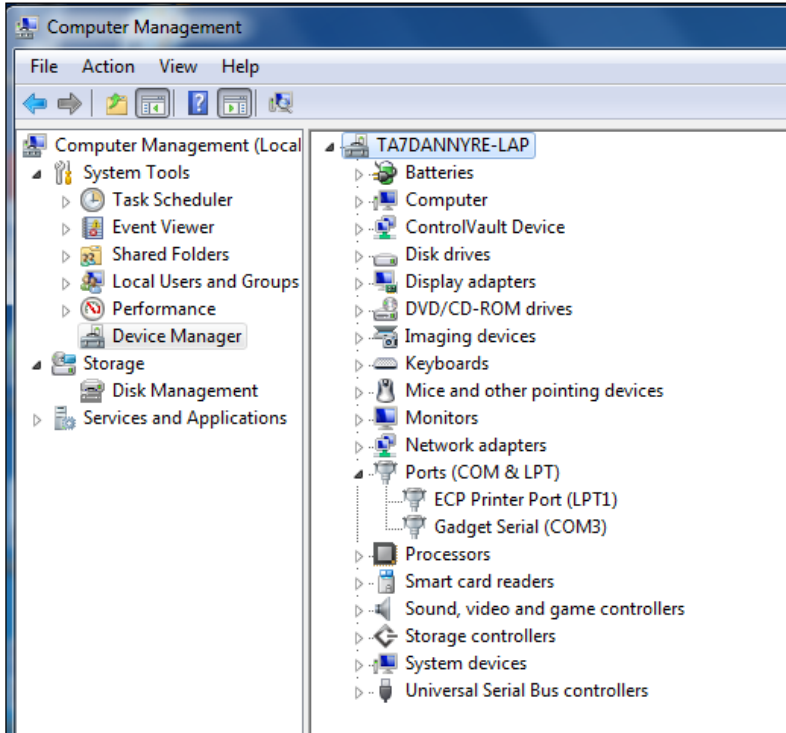 Computer Management
File Action View Help
Computer Management (Local
System Tools
Task Scheduler
Event Viewer
Shared Folders
Local Users and Groups
Performance
Device Manager
Storage
Disk Management
Services and Applications
TA7DANNYRE-LAP
Batteries
Computer
ControlVault Device
Disk drives
Display adapters
DVD/CD-ROM drives
Imaging devices
Keyboards
Mice and other pointing devices
Monitors
Network adapters
Ports (COM & LPT)
ECP Printer Port (LPT1)
Gadget Serial (COM3)
Processors
Smart card readers
Sound, video and game controllers
Storage controllers
System devices
Universal Serial Bus controllers